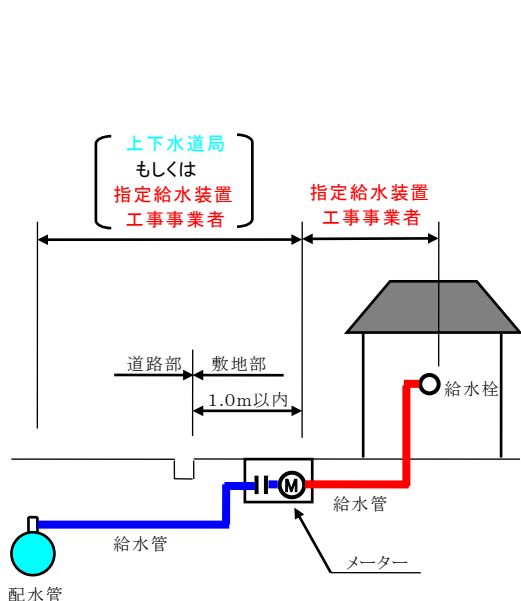 上下水道局
もしくは
指定給水装置
工事事業者
指定給水装置
工事事業者
道路部
敷地部
1.0m以内
給水栓
M
給水管
給水管
メーター
配水管